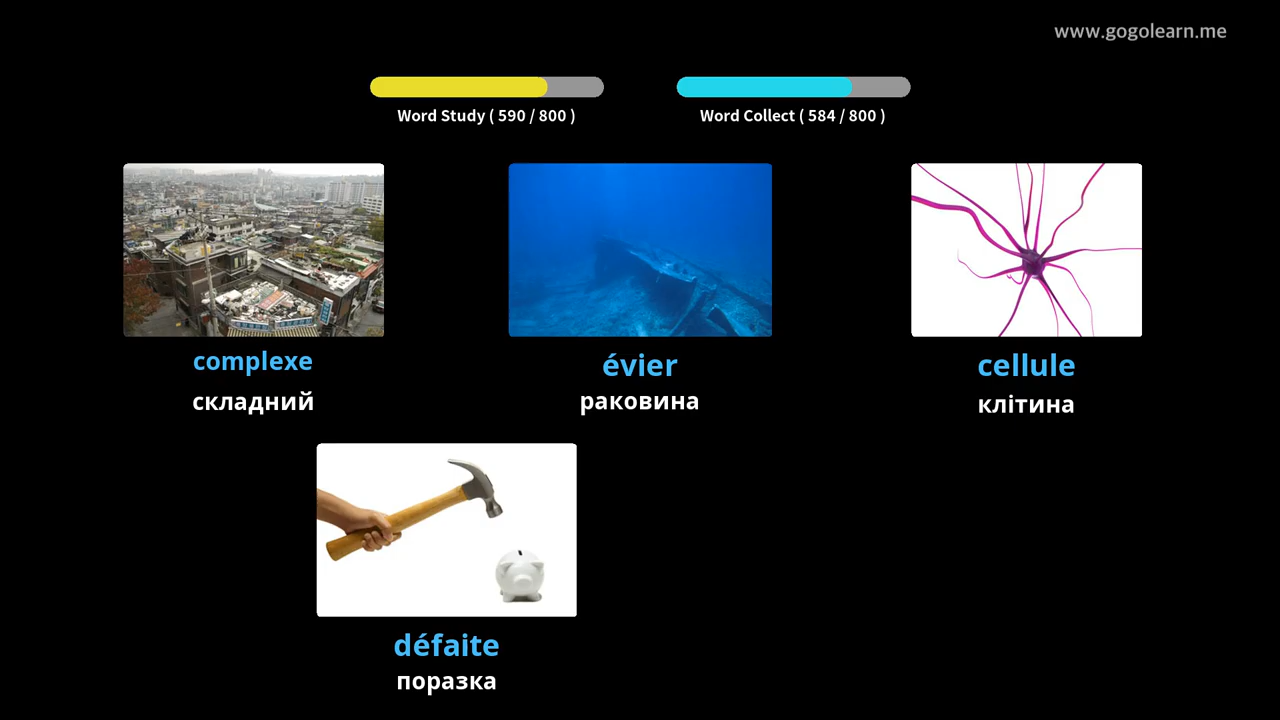 www.gogolearn.me
Word Study ( 590 / 800 )
Word Collect ( 584 / 800 )
complexe
складний
évier
раковина
cellule
клітина
défaite
поразка